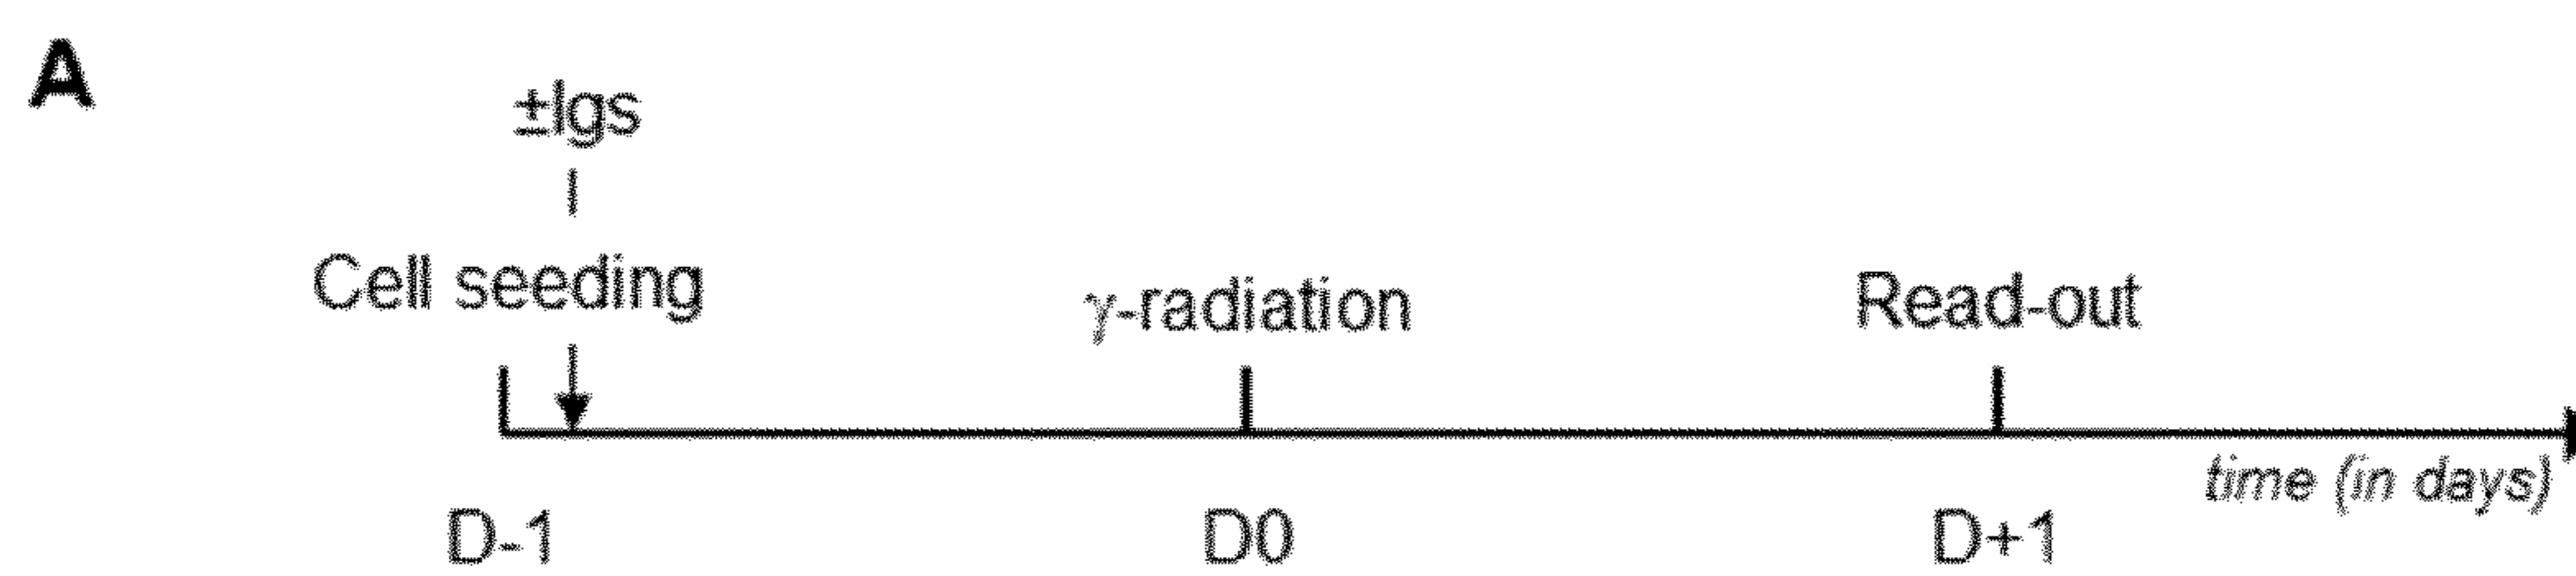 A
±Igs
Cell seeding
γ-radiation
Read-out
time (in days)
D-1
D0
D+1